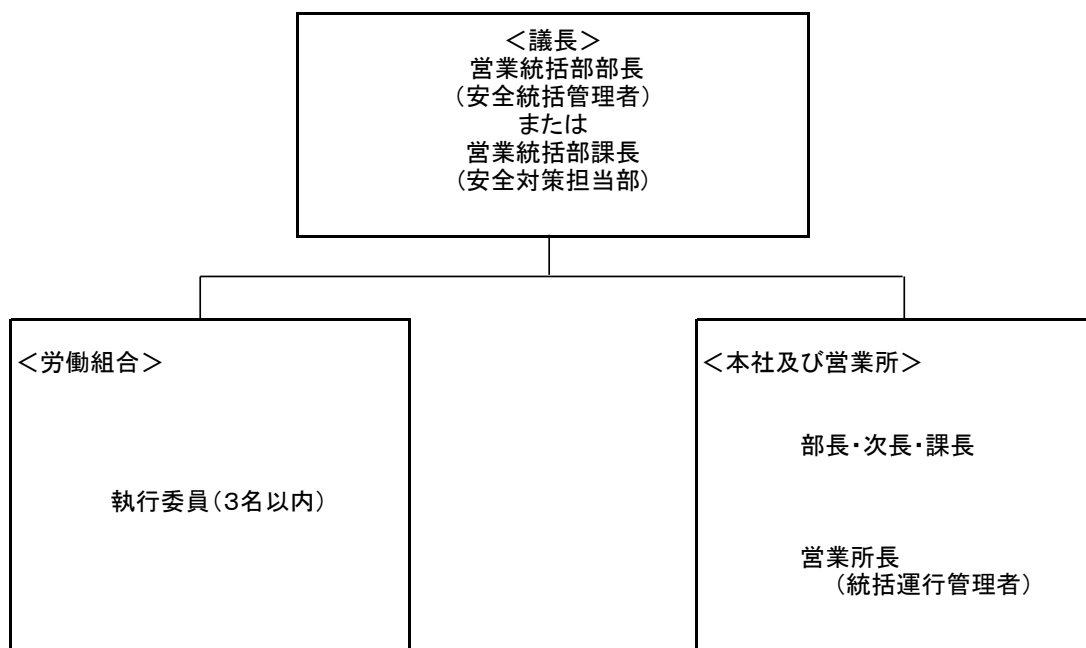 ＜議長＞
営業統括部部長
（安全統括管理者）
または
営業統括部課長
（安全対策担当部）
＜労働組合＞
執行委員（３名以内）
＜本社及び営業所＞
部長・次長・課長
営業所長
（統括運行管理者）